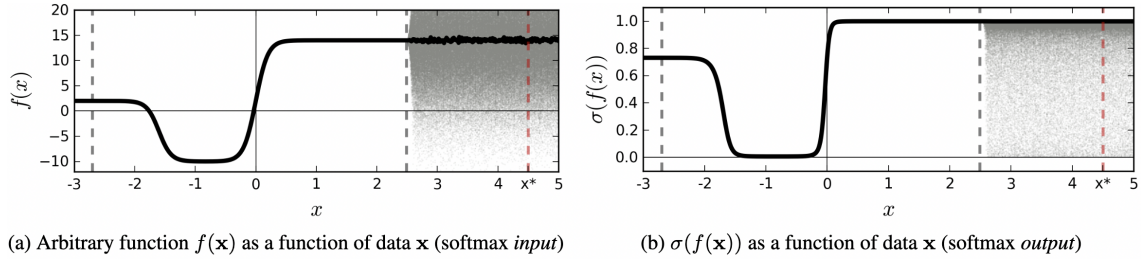 20
15
10
5
0
−5
−10
f(x)
-3 -2 -1 0 1 2 3 4 x* 5
x
1.0
0.8
0.6
0.4
0.2
0.0
σ(f(x))
-3 -2 -1 0 1 2 3 4 x* 5
x
(a) Arbitrary function f(x) as a function of data x (softmax input)
(b) σ(f(x)) as a function of data x (softmax output)